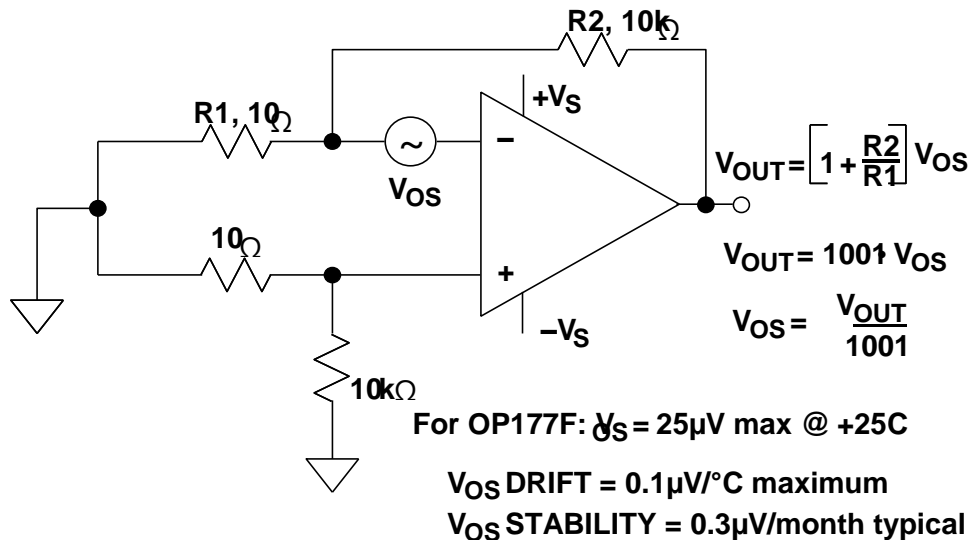 R2, 10kΩ
+VS
R1, 10Ω
~
−
VOS
VOUT = [1 + R2/R1] VOS
10Ω
+
VOUT = 1001• VOS
VOS = VOUT/1001
−VS
10kΩ
For OP177F: VOS = 25µV max @ +25C
VOS DRIFT = 0.1µV/°C maximum
VOS STABILITY = 0.3µV/month typical